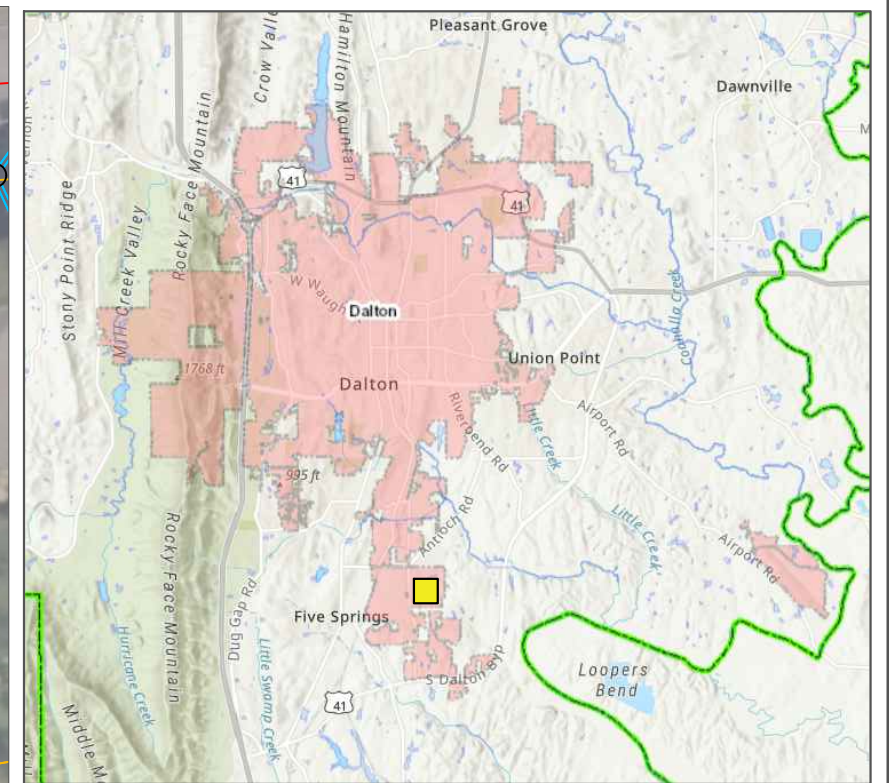 Pleasant Grove
Crow Valle
Hamilton Mountain
Dawnville
41
41
Rocky Face Mountain
Stony Point Ridge
Mill Creek Valley
W Waugh
Dalton
Coahulla Creek
Union Point
1768 ft
Dalton
Riverbend Rd
Little Creek
Airport Rd
995 ft
Antioch Rd
Little Creek
Airport Rd
Rocky Face Mountain
Dug Gap Rd
Five Springs
Hurricane Creek
Little Swamp Creek
S Dalton Byp
Loopers
Bend
41
Middle M